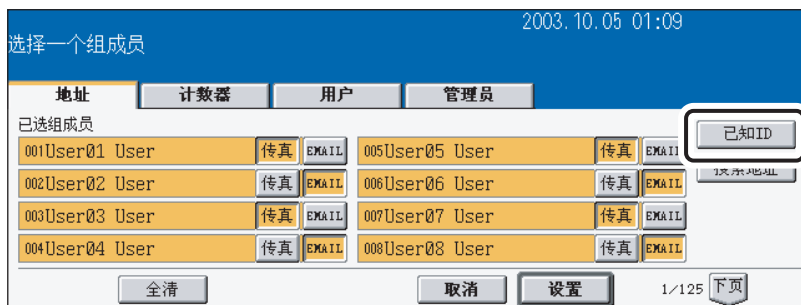 2003.10.05 01:09
选择一个组成员
地址 计数器 用户 管理员
已选组成员
已知ID
001User01 User 传真 EMAIL 005User05 User 传真 EMAIL
搜索地址
002User02 User 传真 EMAIL 006User06 User 传真 EMAIL
003User03 User 传真 EMAIL 007User07 User 传真 EMAIL
004User04 User 传真 EMAIL 008User08 User 传真 EMAIL
全清 取消 设置 1/125 下页